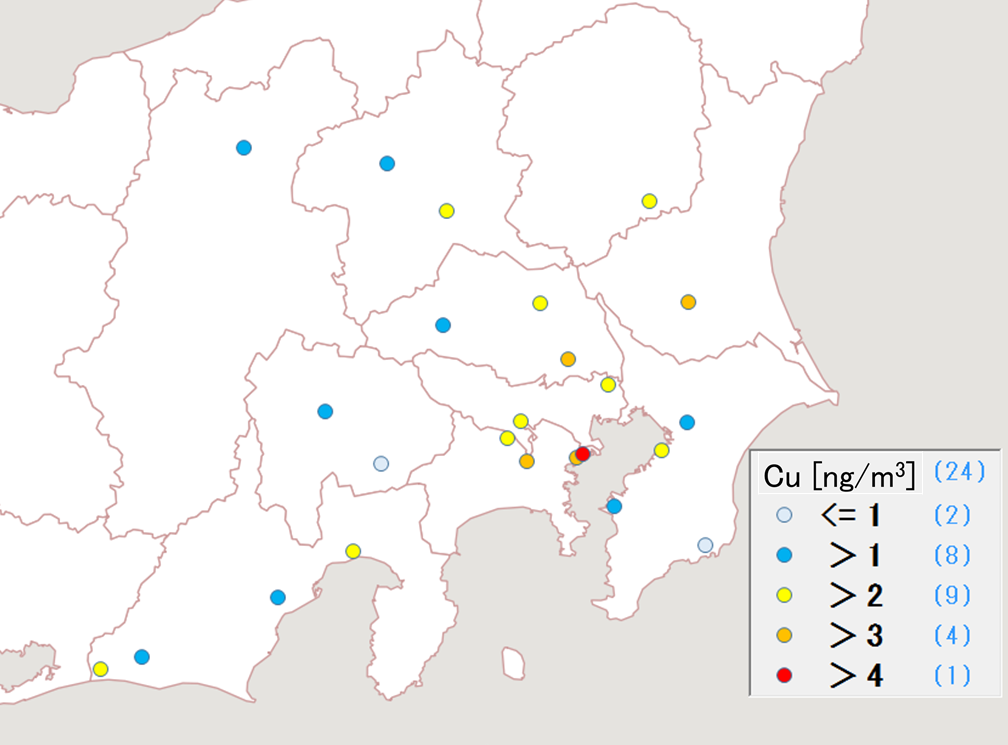 Cu [ng/m³] (24)
<= 1 (2)
> 1 (8)
> 2 (9)
> 3 (4)
> 4 (1)